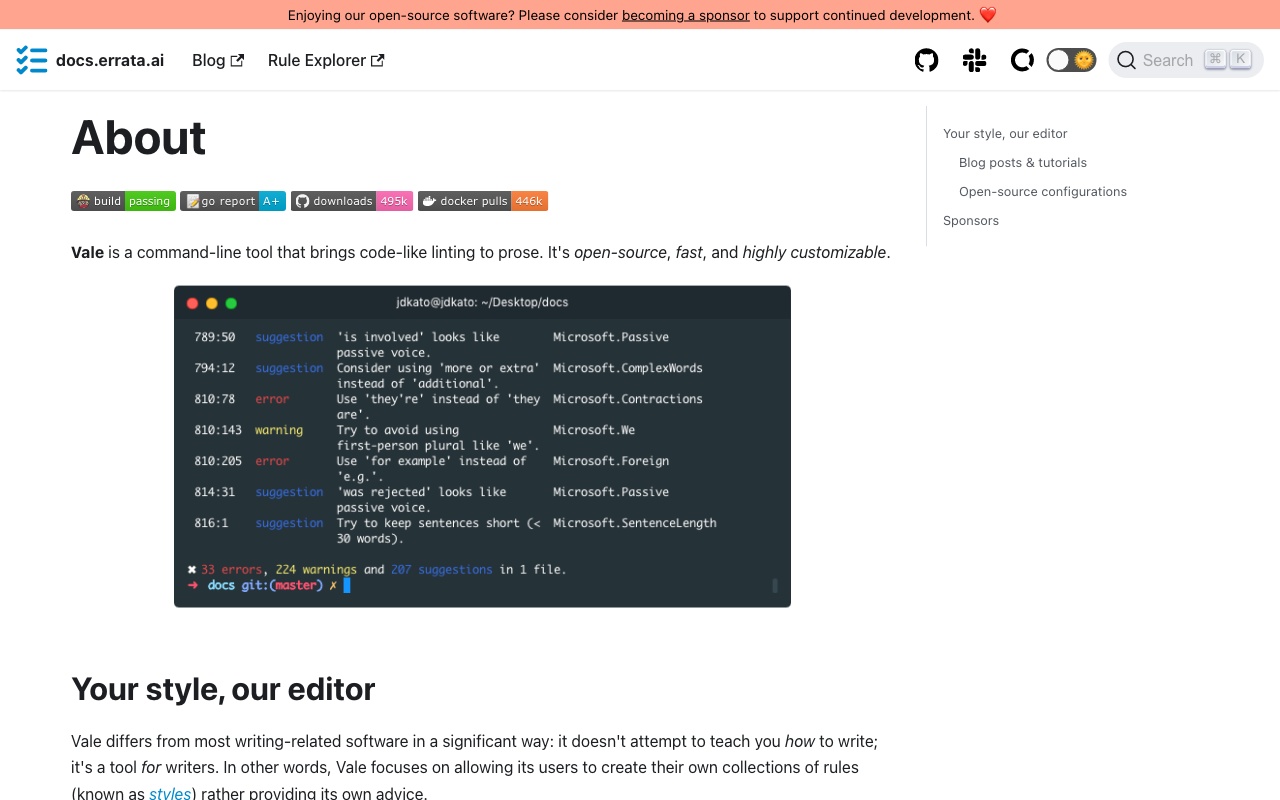 Enjoying our open-source software? Please consider becoming a sponsor to support continued development. ❤️
docs.errata.ai Blog Rule Explorer Search ⌘ K
About
build passing go report A+ downloads 495k docker pulls 446k
Vale is a command-line tool that brings code-like linting to prose. It's open-source, fast, and highly customizable.
jdkato@jdkato: ~/Desktop/docs
789:50 suggestion 'is involved' looks like Microsoft.Passive
passive voice.
794:12 suggestion Consider using 'more or extra' Microsoft.ComplexWords
instead of 'additional'.
810:78 error Use 'they're' instead of 'they Microsoft.Contractions
are'.
810:143 warning Try to avoid using Microsoft.We
first-person plural like 'we'.
810:205 error Use 'for example' instead of Microsoft.Foreign
'e.g.'.
814:31 suggestion 'was rejected' looks like Microsoft.Passive
passive voice.
816:1 suggestion Try to keep sentences short (< Microsoft.SentenceLength
30 words).
✖ 33 errors, 224 warnings and 207 suggestions in 1 file.
➜ docs git:(master) ✗
Your style, our editor
Vale differs from most writing-related software in a significant way: it doesn't attempt to teach you how to write;
it's a tool for writers. In other words, Vale focuses on allowing its users to create their own collections of rules
(known as styles) rather providing its own advice.
Your style, our editor
Blog posts & tutorials
Open-source configurations
Sponsors